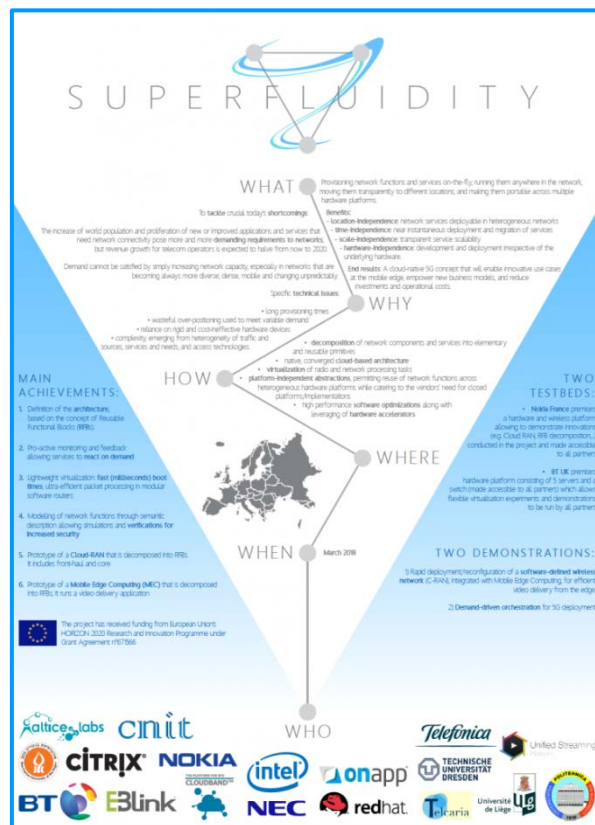 SUPERFLUIDITY
WHAT
Provisioning network functions and services on-the-fly, running them anywhere in the network,
moving them transparently to different locations, and making them portable across multiple
hardware platforms.
Benefits:
- location-independence: network services deployable in heterogeneous networks
- time-independence: near instantaneous deployment and migration of services
- scale-independence: transparent service scalability
- hardware-independence: development and deployment irrespective of the
underlying hardware
End results: A cloud-native 5G concept that will enable innovative use cases
at the mobile edge, empower new business models, and reduce
investments and operational costs.
To tackle crucial today's shortcomings:
The increase of world population and proliferation of new or improved applications and services that
need network connectivity pose more and more demanding requirements to networks,
but revenue growth for telecom operators is expected to halve from now to 2020.
Demand cannot be satisfied by simply increasing network capacity, especially in networks that are
becoming always more diverse, dense, mobile and changing unpredictably.
Specific technical issues:
• long provisioning times
• wasteful over-positioning used to meet variable demand
• reliance on rigid and cost-ineffective hardware devices
• complexity, emerging from heterogeneity of traffic and
sources, services and needs, and access technologies.
WHY
HOW
• decomposition of network components and services into elementary
and reusable primitives
• native, converged cloud-based architecture
• virtualization of radio and network processing tasks
• platform-independent abstractions, permitting reuse of network functions across
heterogeneous hardware platforms while catering to the vendors' need for closed
platforms/implementations
• high performance software optimizations along with
leveraging of hardware accelerators
WHERE
WHEN
March 2018
MAIN
ACHIEVEMENTS:
1. Definition of the architecture,
based on the concept of Reusable
Functional Blocks (RFBs).
2. Pro-active monitoring and feedback
allowing services to react on demand
3. Lightweight virtualization: fast (milliseconds) boot
times; ultra-efficient packet processing in modular
software routers
4. Modelling of network functions through semantic
description allowing simulations and verifications for
increased security
5. Prototype of a Cloud-RAN that is decomposed into RFBs.
It includes front-haul and core
6. Prototype of a Mobile Edge Computing (MEC) that is decomposed
into RFBs, it runs a video delivery application
The project has received funding from European Union's
HORIZON 2020 Research and Innovation Programme under
Grant Agreement n°671566
TWO
TESTBEDS:
• Nokia France premises
a hardware and wireless platform
allowing to demonstrate innovations
(e.g. Cloud RAN, RFB decomposition...)
conducted in the project and made accessible
to all partners
• BT UK premises
hardware platform consisting of 5 servers and a
switch (made accessible to all partners) which allows
flexible virtualisation experiments and demonstrations
to be run by all partners
TWO DEMONSTRATIONS:
1) Rapid deployment/reconfiguration of a software-defined wireless
network (C-RAN), integrated with Mobile Edge Computing, for efficient
video delivery from the edge
2) Demand-driven orchestration for 5G deployment
WHO
altice labs
cnit
Telefónica
Unified Streaming
CITRIX
NOKIA
CLOUDBAND
intel
onapp
TECHNISCHE
UNIVERSITÄT
DRESDEN
BT
EBlink
NEC
redhat.
Telcaria
Université
de Liège
POLITEHNICA